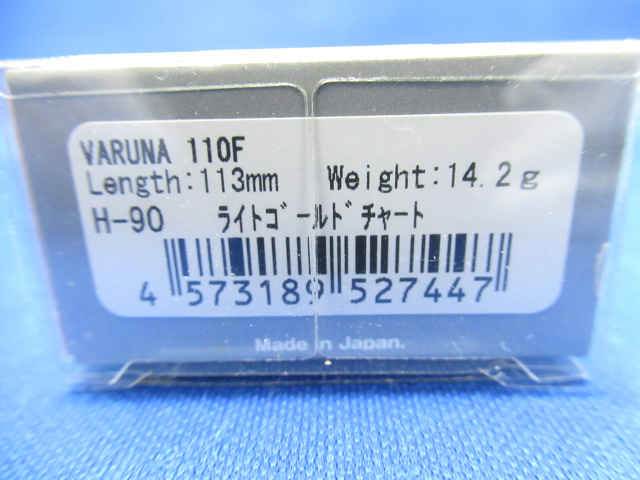 VARUNA 110F
Length:113mm Weight:14.2g
H-90 ﾗｲﾄｺﾞｰﾙﾄﾞﾁｬｰﾄ
4 573189 527447
Made in Japan.